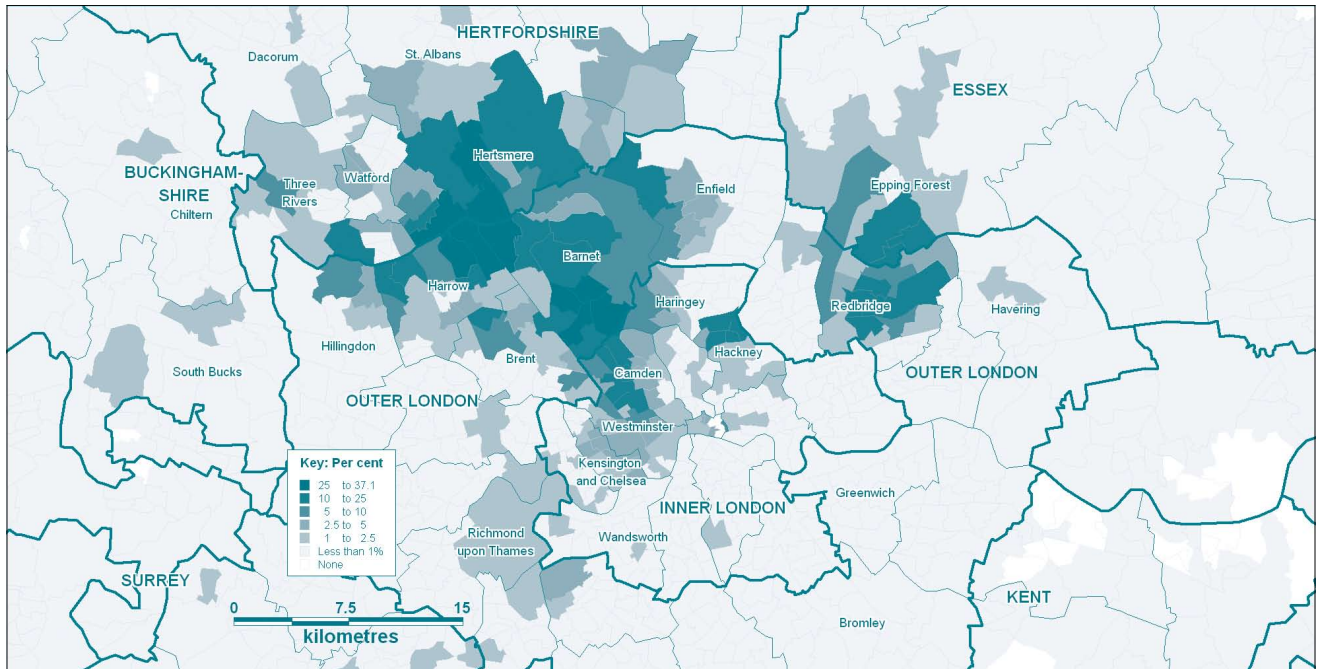 HERTFORDSHIRE
Dacorum
St. Albans
ESSEX
Hertsmere
BUCKINGHAM-
SHIRE
Chiltern
Three
Rivers
Watford
Enfield
Epping Forest
Barnet
Harrow
Haringey
Redbridge
Havering
Hillingdon
Brent
Hackney
South Bucks
Camden
OUTER LONDON
OUTER LONDON
Westminster
Key: Per cent
25 to 37.1
10 to 25
5 to 10
2.5 to 5
1 to 2.5
Less than 1%
None
Kensington
and Chelsea
Greenwich
INNER LONDON
Richmond
upon Thames
Wandsworth
SURREY
KENT
0 7.5 15
kilometres
Bromley